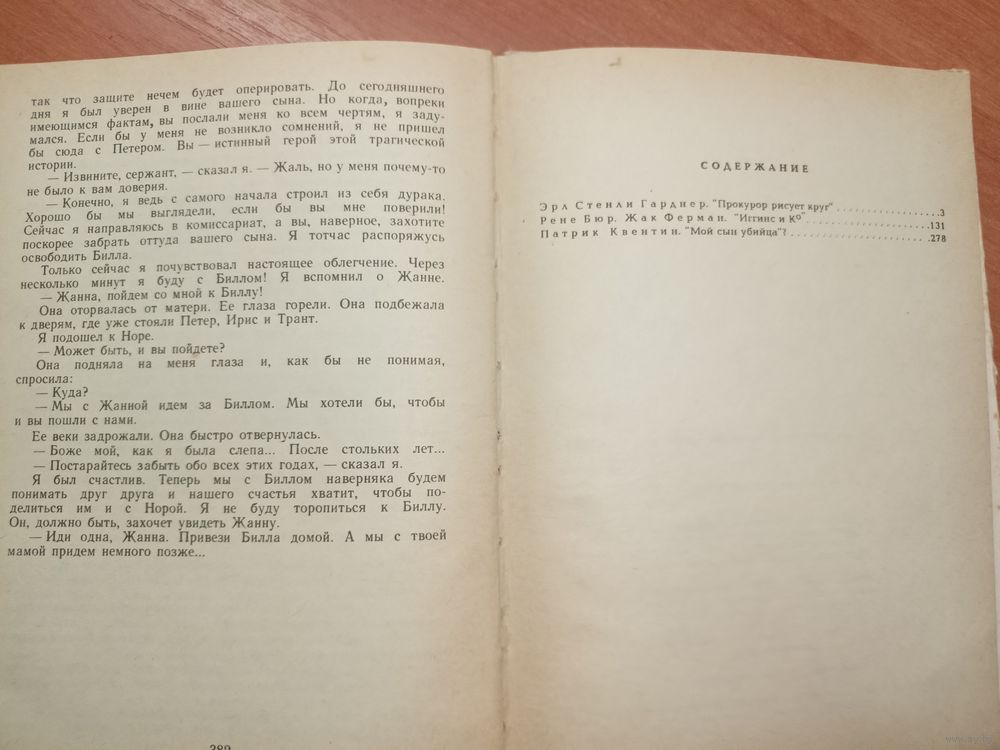 так что защите нечем будет оперировать. До сегодняшнего
дня я был уверен в вине вашего сына. Но когда, вопреки
имеющимся фактам, вы послали меня ко всем чертям, я заду-
мался. Если бы у меня не возникло сомнений, я не пришел
бы сюда с Петером. Вы — истинный герой этой трагической
истории.
— Извините, сержант, — сказал я. — Жаль, но у меня почему-то
не было к вам доверия.
— Конечно, я ведь с самого начала строил из себя дурака.
Хорошо бы мы выглядели, если бы вы мне поверили!
Сейчас я направляюсь в комиссариат, а вы, наверное, захотите
поскорее забрать оттуда вашего сына. Я тотчас распоряжусь
освободить Билла.
Только сейчас я почувствовал настоящее облегчение. Через
несколько минут я буду с Биллом! Я вспомнил о Жанне.
— Жанна, пойдем со мной к Биллу!
Она оторвалась от матери. Ее глаза горели. Она подбежала
к дверям, где уже стояли Петер, Ирис и Трант.
Я подошел к Норе.
— Может быть, и вы пойдете?
Она подняла на меня глаза и, как бы не понимая,
спросила:
— Куда?
— Мы с Жанной идем за Биллом. Мы хотели бы, чтобы
и вы пошли с нами.
Ее веки задрожали. Она быстро отвернулась.
— Боже мой, как я была слепа... После стольких лет...
— Постарайтесь забыть обо всех этих годах, — сказал я.
Я был счастлив. Теперь мы с Биллом наверняка будем
понимать друг друга и нашего счастья хватит, чтобы по-
делиться им и с Норой. Я не буду торопиться к Биллу.
Он, должно быть, захочет увидеть Жанну.
— Иди одна, Жанна. Привези Билла домой. А мы с твоей
мамой придем немного позже...
СОДЕРЖАНИЕ
Эрл Стенли Гарднер. "Прокурор рисует круг" . . . . . . . . . . . . . . . .3
Рене Бюр. Жак Ферман. "Иггинс и К⁰" . . . . . . . . . . . . . . . . . . .131
Патрик Квентин. "Мой сын убийца"? . . . . . . . . . . . . . . . . . . . . .278